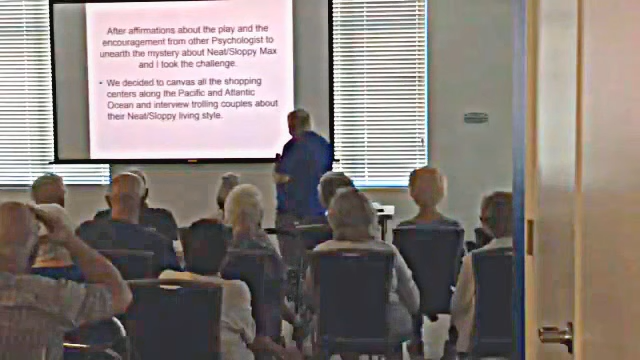 After affirmations about the play and the
encouragement from other Psychologist to
unearth the mystery about Neat/Sloppy Max
and I took the challenge.
• We decided to canvas all the shopping
centers along the Pacific and Atlantic
Ocean and interview trolling couples about
their Neat/Sloppy living style.